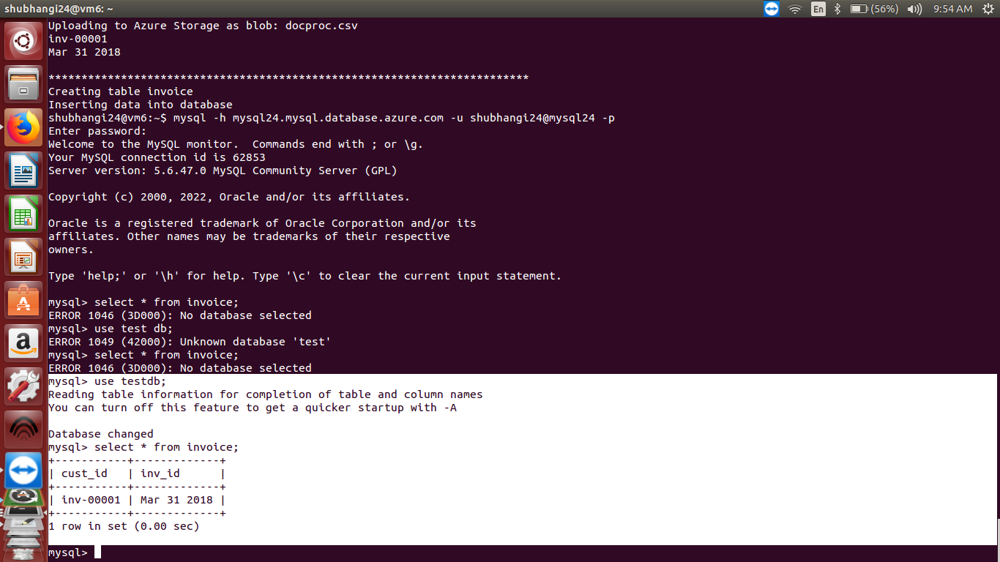 shubhangi24@vm6: ~
En
(56%)
9:54 AM
Uploading to Azure Storage as blob: docproc.csv
inv-00001
Mar 31 2018
*************************************************************************
Creating table invoice
Inserting data into database
shubhangi24@vm6:~$ mysql -h mysql24.mysql.database.azure.com -u shubhangi24@mysql24 -p
Enter password:
Welcome to the MySQL monitor.  Commands end with ; or \g.
Your MySQL connection id is 62853
Server version: 5.6.47.0 MySQL Community Server (GPL)
Copyright (c) 2000, 2022, Oracle and/or its affiliates.
Oracle is a registered trademark of Oracle Corporation and/or its
affiliates. Other names may be trademarks of their respective
owners.
Type 'help;' or '\h' for help. Type '\c' to clear the current input statement.
mysql> select * from invoice;
ERROR 1046 (3D000): No database selected
mysql> use test db;
ERROR 1049 (42000): Unknown database 'test'
mysql> select * from invoice;
ERROR 1046 (3D000): No database selected
mysql> use testdb;
Reading table information for completion of table and column names
You can turn off this feature to get a quicker startup with -A
Database changed
mysql> select * from invoice;
+-----------+-------------+
| cust_id   | inv_id      |
+-----------+-------------+
| inv-00001 | Mar 31 2018 |
+-----------+-------------+
1 row in set (0.00 sec)
mysql>